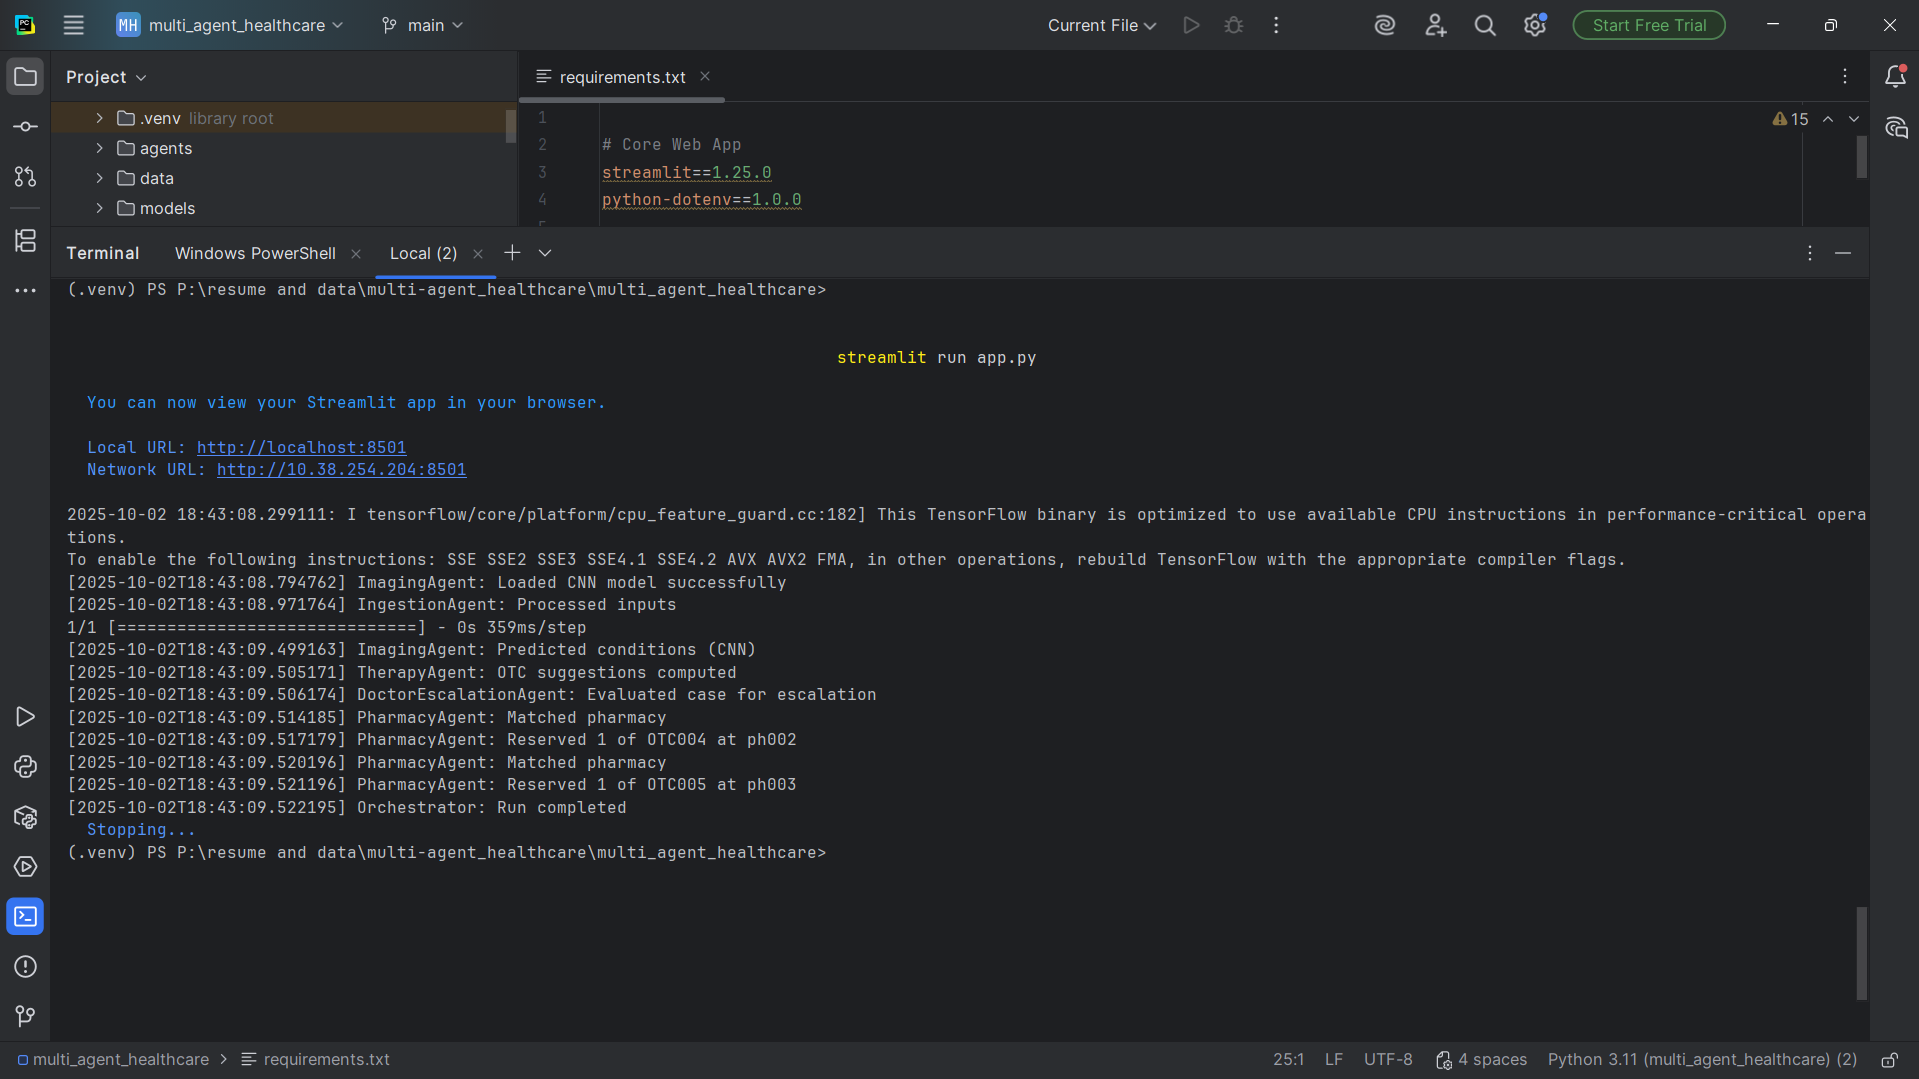 PC
MH multi_agent_healthcare main Current File Start Free Trial
Project requirements.txt
.venv library root
agents
data
models
1
2 # Core Web App
3 streamlit==1.25.0
4 python-dotenv==1.0.0
15
Terminal Windows PowerShell Local (2)
(.venv) PS P:\resume and data\multi-agent_healthcare\multi_agent_healthcare>
streamlit run app.py
You can now view your Streamlit app in your browser.
Local URL: http://localhost:8501
Network URL: http://10.38.254.204:8501
2025-10-02 18:43:08.299111: I tensorflow/core/platform/cpu_feature_guard.cc:182] This TensorFlow binary is optimized to use available CPU instructions in performance-critical opera
tions.
To enable the following instructions: SSE SSE2 SSE3 SSE4.1 SSE4.2 AVX AVX2 FMA, in other operations, rebuild TensorFlow with the appropriate compiler flags.
[2025-10-02T18:43:08.794762] ImagingAgent: Loaded CNN model successfully
[2025-10-02T18:43:08.971764] IngestionAgent: Processed inputs
1/1 [==============================] - 0s 359ms/step
[2025-10-02T18:43:09.499163] ImagingAgent: Predicted conditions (CNN)
[2025-10-02T18:43:09.505171] TherapyAgent: OTC suggestions computed
[2025-10-02T18:43:09.506174] DoctorEscalationAgent: Evaluated case for escalation
[2025-10-02T18:43:09.514185] PharmacyAgent: Matched pharmacy
[2025-10-02T18:43:09.517179] PharmacyAgent: Reserved 1 of OTC004 at ph002
[2025-10-02T18:43:09.520196] PharmacyAgent: Matched pharmacy
[2025-10-02T18:43:09.521196] PharmacyAgent: Reserved 1 of OTC005 at ph003
[2025-10-02T18:43:09.522195] Orchestrator: Run completed
Stopping...
(.venv) PS P:\resume and data\multi-agent_healthcare\multi_agent_healthcare>
multi_agent_healthcare > requirements.txt 25:1 LF UTF-8 4 spaces Python 3.11 (multi_agent_healthcare) (2)